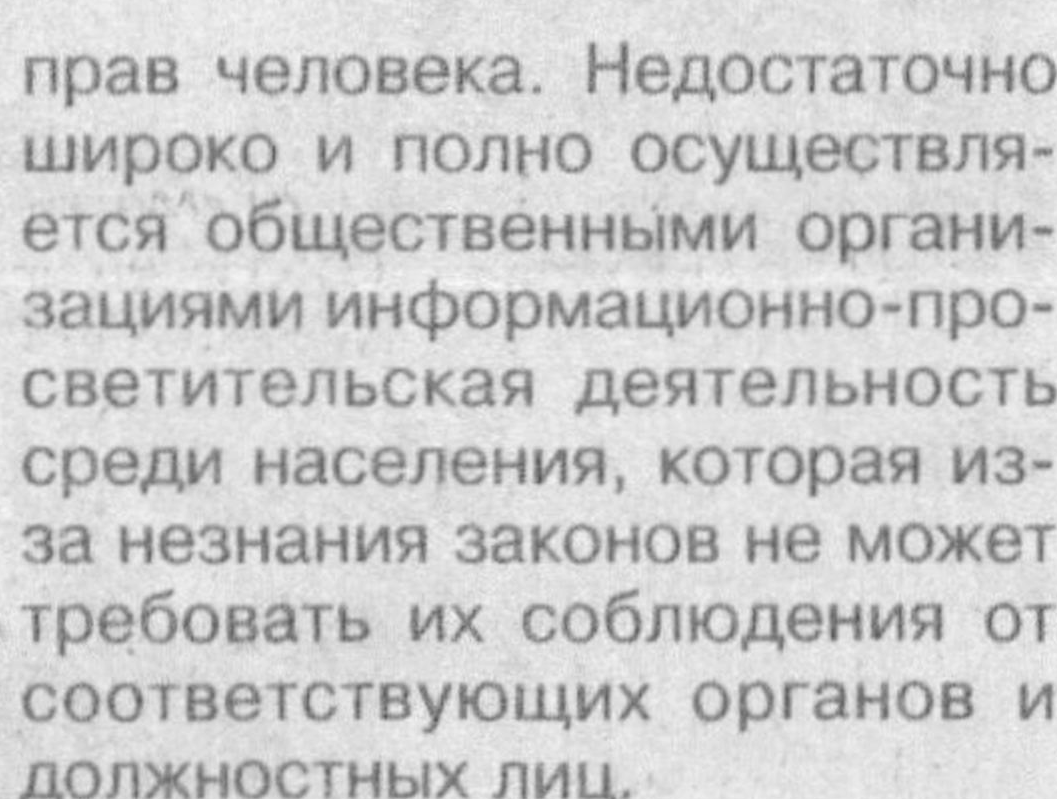 прав человека. Недостаточно
широко и полно осуществля-
ется общественными органи-
зациями информационно-про-
светительская деятельность
среди населения, которая из-
за незнания законов не может
требовать их соблюдения от
соответствующих органов и
должностных лиц.